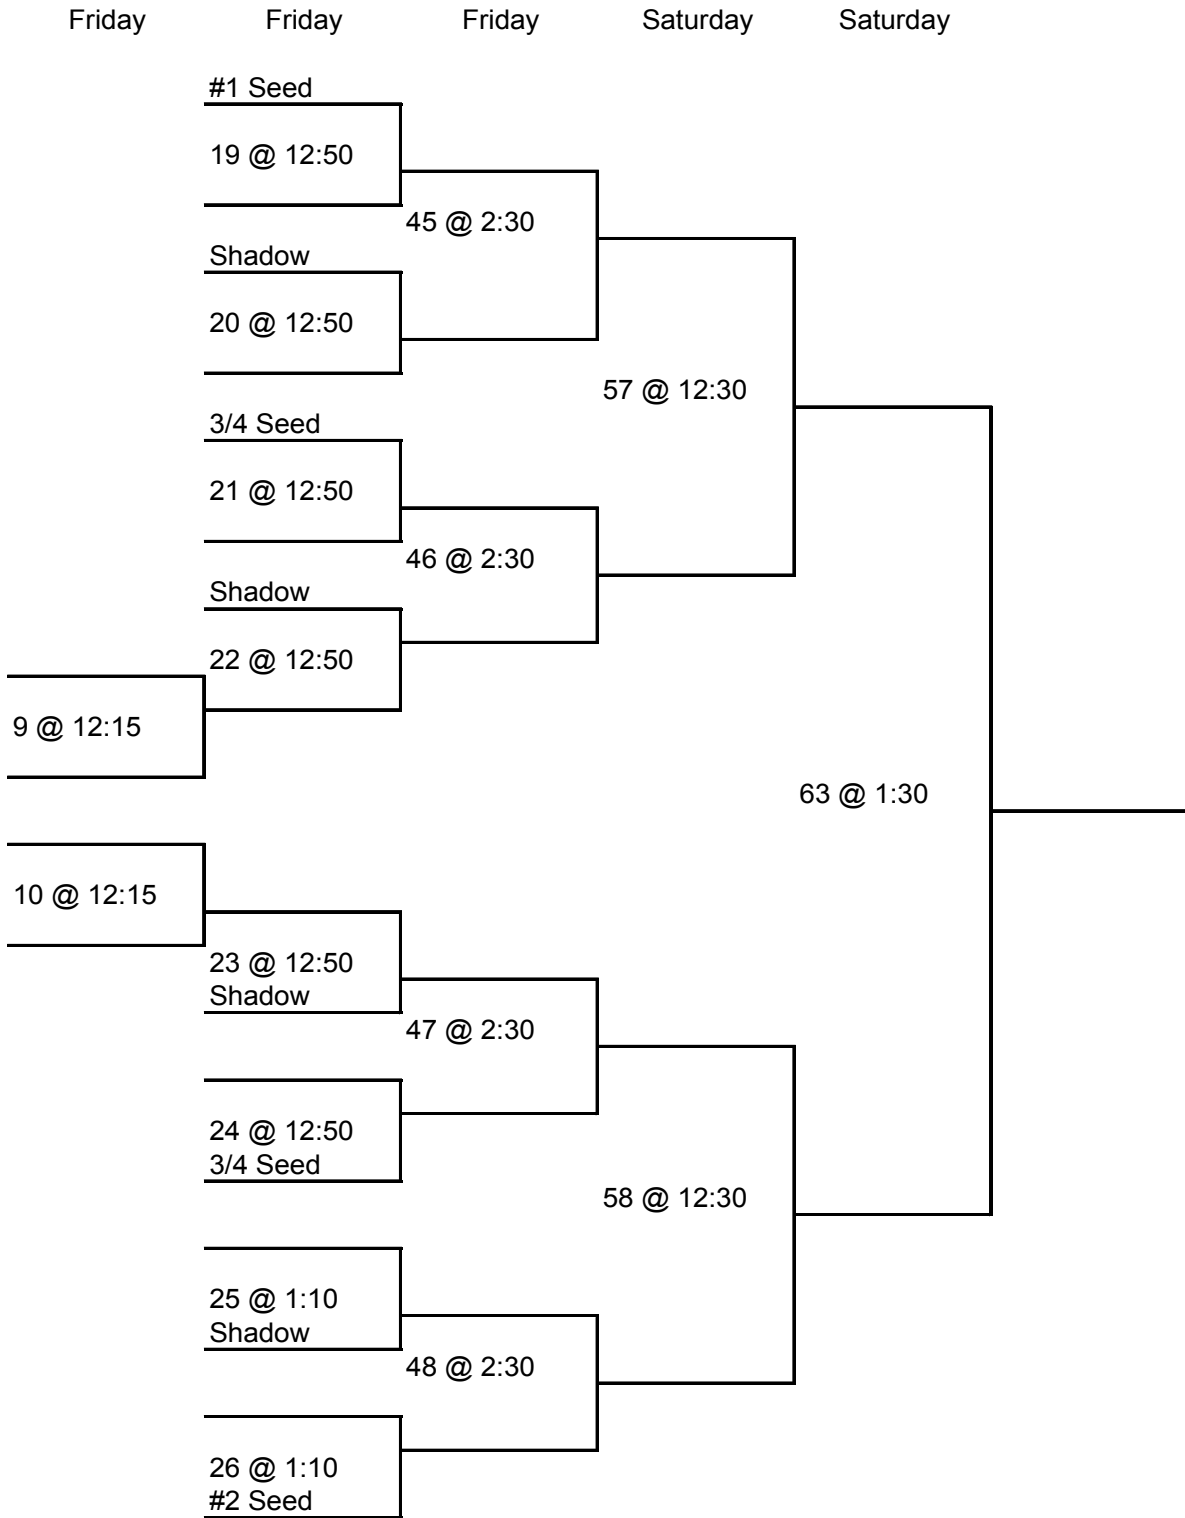 Friday Friday Friday Saturday Saturday
#1 Seed
19 @ 12:50
45 @ 2:30
Shadow
20 @ 12:50
57 @ 12:30
3/4 Seed
21 @ 12:50
46 @ 2:30
Shadow
22 @ 12:50
9 @ 12:15
63 @ 1:30
10 @ 12:15
23 @ 12:50
Shadow
47 @ 2:30
24 @ 12:50
3/4 Seed
58 @ 12:30
25 @ 1:10
Shadow
48 @ 2:30
26 @ 1:10
#2 Seed